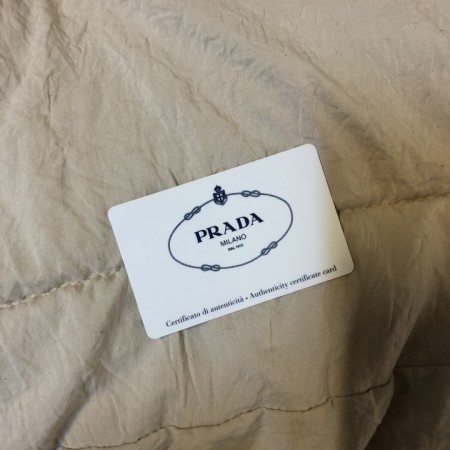 PRADA
MILANO
DAL 1913
Certificato di autenticità • Authenticity certificate card